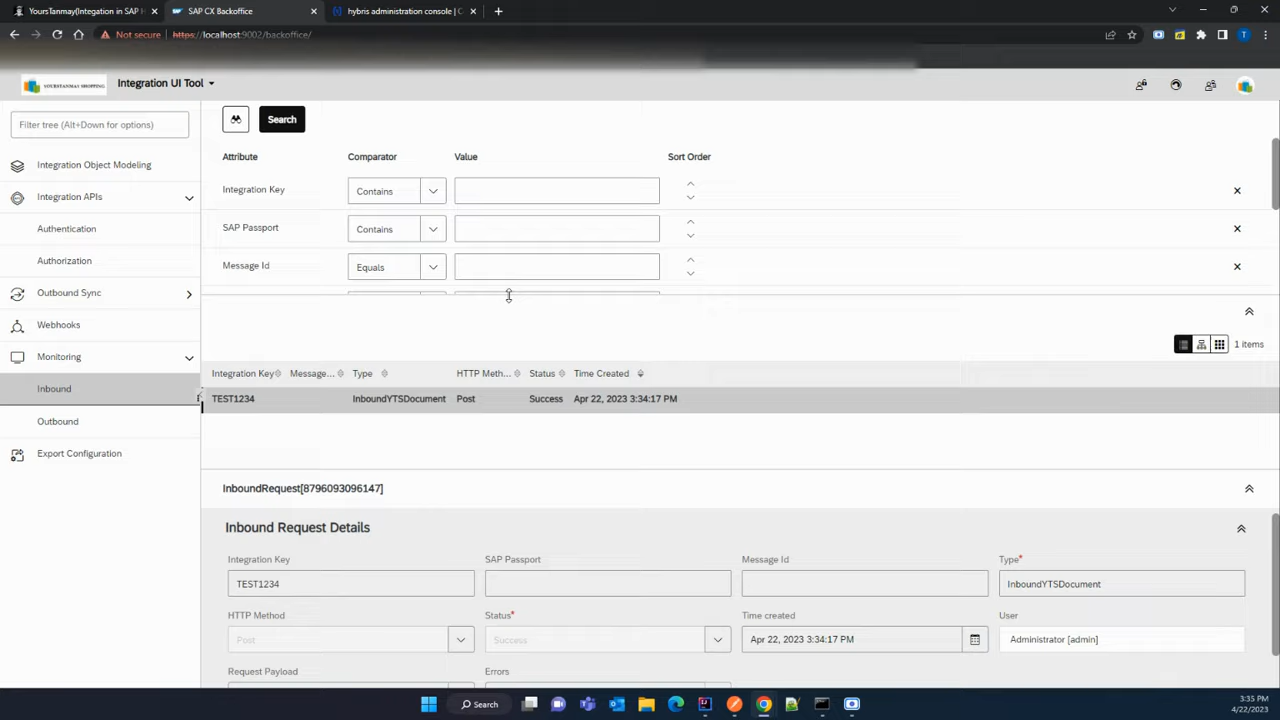 YoursTanmay(Integation in SAP H
SAP CX Backoffice
hybris administration console | C
Not secure
https://localhost:9002/backoffice/
YOURSTANMAY SHOPPING
Integration UI Tool
Filter tree (Alt+Down for options)
Search
Integration Object Modeling
Integration APIs
Authentication
Authorization
Outbound Sync
Webhooks
Monitoring
Inbound
Outbound
Export Configuration
Attribute Comparator Value Sort Order
Integration Key Contains
SAP Passport Contains
Message Id Equals
1 items
Integration Key Message... Type HTTP Meth... Status Time Created
TEST1234 InboundYTSDocument Post Success Apr 22, 2023 3:34:17 PM
InboundRequest[8796093096147]
Inbound Request Details
Integration Key SAP Passport Message Id Type*
TEST1234 InboundYTSDocument
HTTP Method Status* Time created User
Post Success Apr 22, 2023 3:34:17 PM Administrator [admin]
Request Payload Errors
Search
3:35 PM
4/22/2023